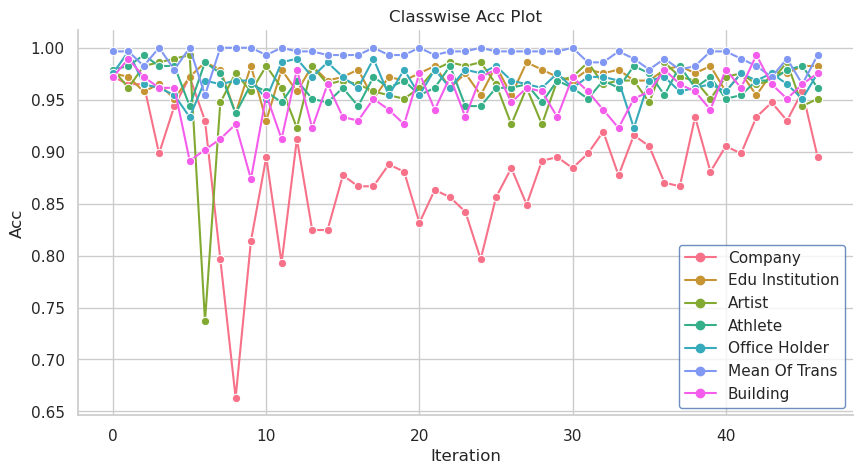 Classwise Acc Plot
Acc
1.00
0.95
0.90
0.85
0.80
0.75
0.70
0.65
0
10
20
30
40
Iteration
Company
Edu Institution
Artist
Athlete
Office Holder
Mean Of Trans
Building